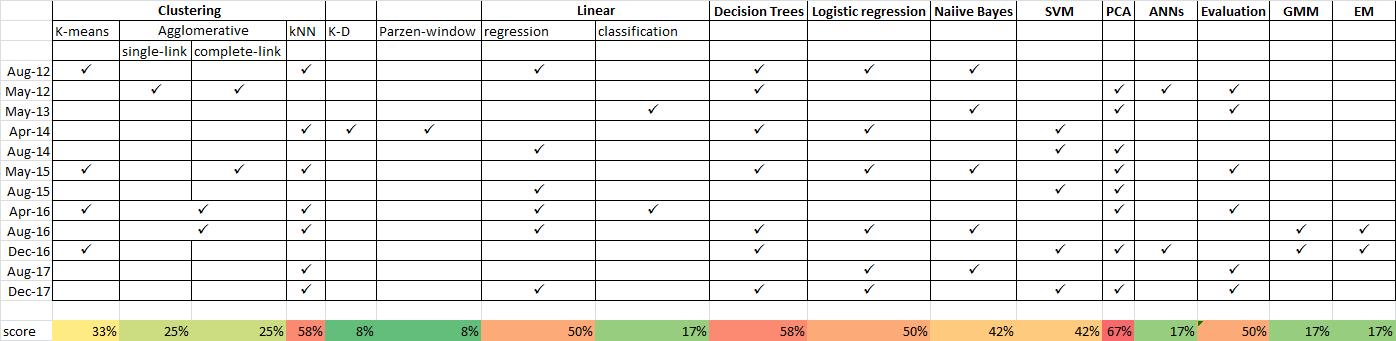 Clustering Linear Decision Trees Logistic regression Naiive Bayes SVM PCA ANNs Evaluation GMM EM
K-means Agglomerative kNN K-D Parzen-window regression classification
single-link complete-link
Aug-12 ✓ ✓ ✓ ✓ ✓ ✓
May-12 ✓ ✓ ✓ ✓ ✓ ✓
May-13 ✓ ✓ ✓ ✓
Apr-14 ✓ ✓ ✓ ✓ ✓ ✓
Aug-14 ✓ ✓ ✓
May-15 ✓ ✓ ✓ ✓ ✓ ✓ ✓ ✓
Aug-15 ✓ ✓ ✓
Apr-16 ✓ ✓ ✓ ✓ ✓ ✓ ✓
Aug-16 ✓ ✓ ✓ ✓ ✓ ✓ ✓ ✓
Dec-16 ✓ ✓ ✓ ✓ ✓ ✓ ✓
Aug-17 ✓ ✓ ✓ ✓
Dec-17 ✓ ✓ ✓ ✓ ✓ ✓ ✓
score 33% 25% 25% 58% 8% 8% 50% 17% 58% 50% 42% 42% 67% 17% 50% 17% 17%